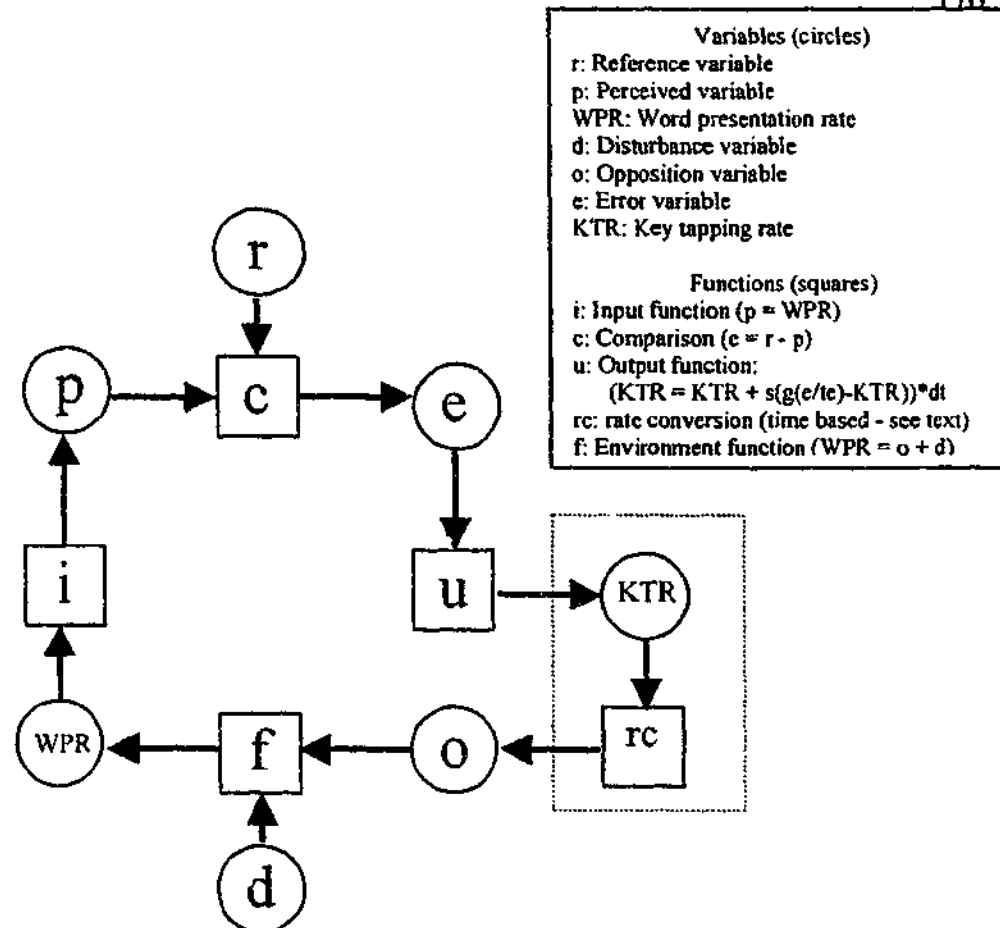 Variables (circles)
r: Reference variable
p: Perceived variable
WPR: Word presentation rate
d: Disturbance variable
o: Opposition variable
e: Error variable
KTR: Key tapping rate
Functions (squares)
i: Input function (p = WPR)
c: Comparison (e = r - p)
u: Output function:
(KTR = KTR + s(g(e/te)-KTR))*dt
rc: rate conversion (time based - see text)
f: Environment function (WPR = o + d)
r
p
c
e
i
u
KTR
WPR
f
o
rc
d